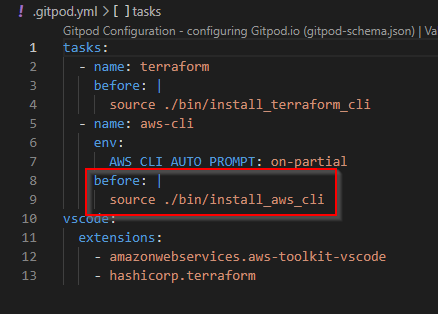 ! .gitpod.yml > [ ] tasks
Gitpod Configuration - configuring Gitpod.io (gitpod-schema.json) | Va
1 tasks:
2   - name: terraform
3     before: |
4       source ./bin/install_terraform_cli
5   - name: aws-cli
6     env:
7       AWS_CLI_AUTO_PROMPT: on-partial
8     before: |
9       source ./bin/install_aws_cli
10 vscode:
11   extensions:
12     - amazonwebservices.aws-toolkit-vscode
13     - hashicorp.terraform